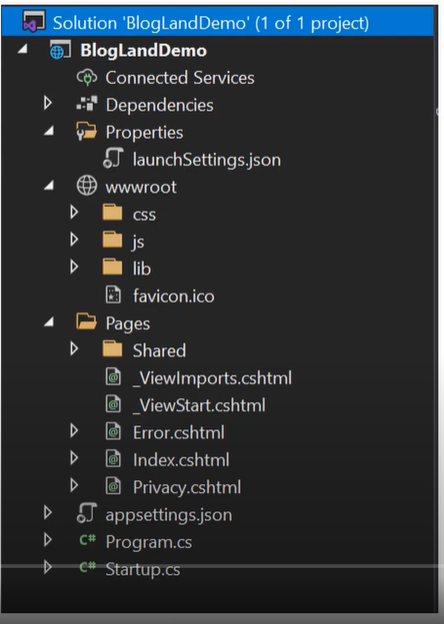 Solution 'BlogLandDemo' (1 of 1 project)
BlogLandDemo
Connected Services
Dependencies
Properties
launchSettings.json
wwwroot
css
js
lib
favicon.ico
Pages
Shared
_ViewImports.cshtml
_ViewStart.cshtml
Error.cshtml
Index.cshtml
Privacy.cshtml
appsettings.json
C# Program.cs
C# Startup.cs